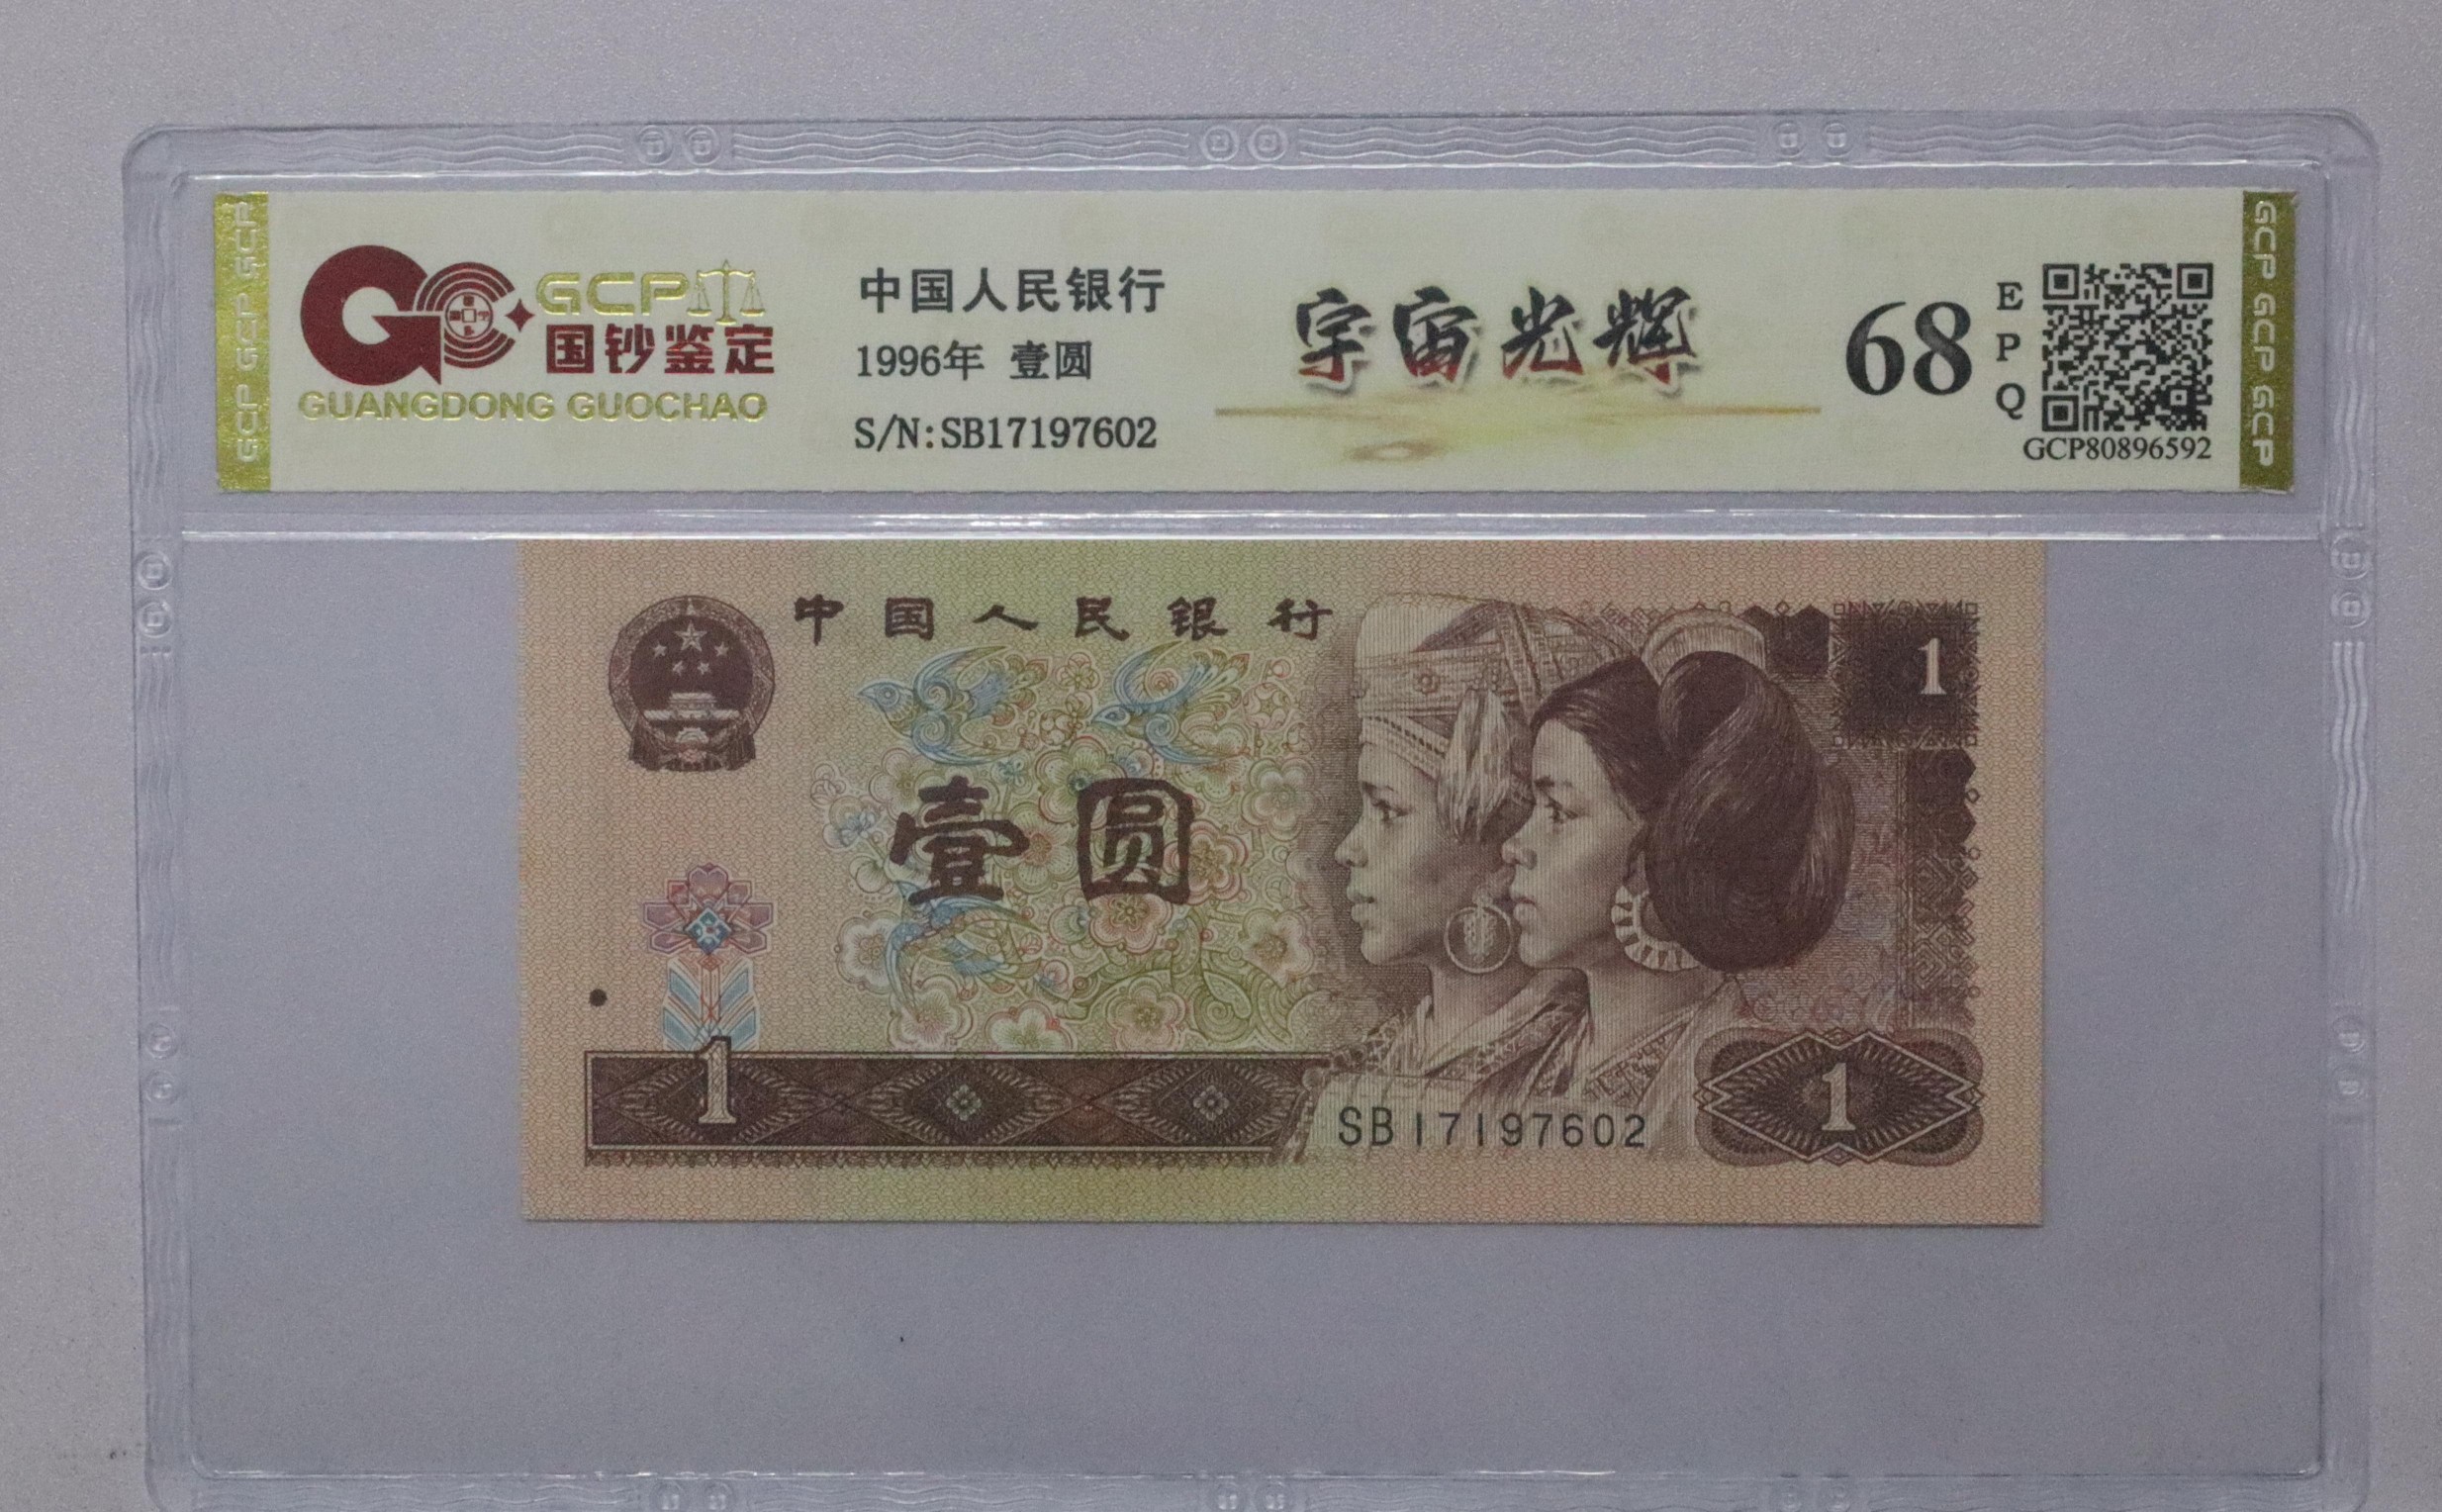 GCP
国钞鉴定
GUANGDONG GUOCHAO
中国人民银行
1996年 壹圆
S/N:SB17197602
宇宙光辉
68
EPQ
GCP80896592
GCP GCP GCP
GCP GCP GCP
中国人民银行
1
壹圆
1
SB17197602
1